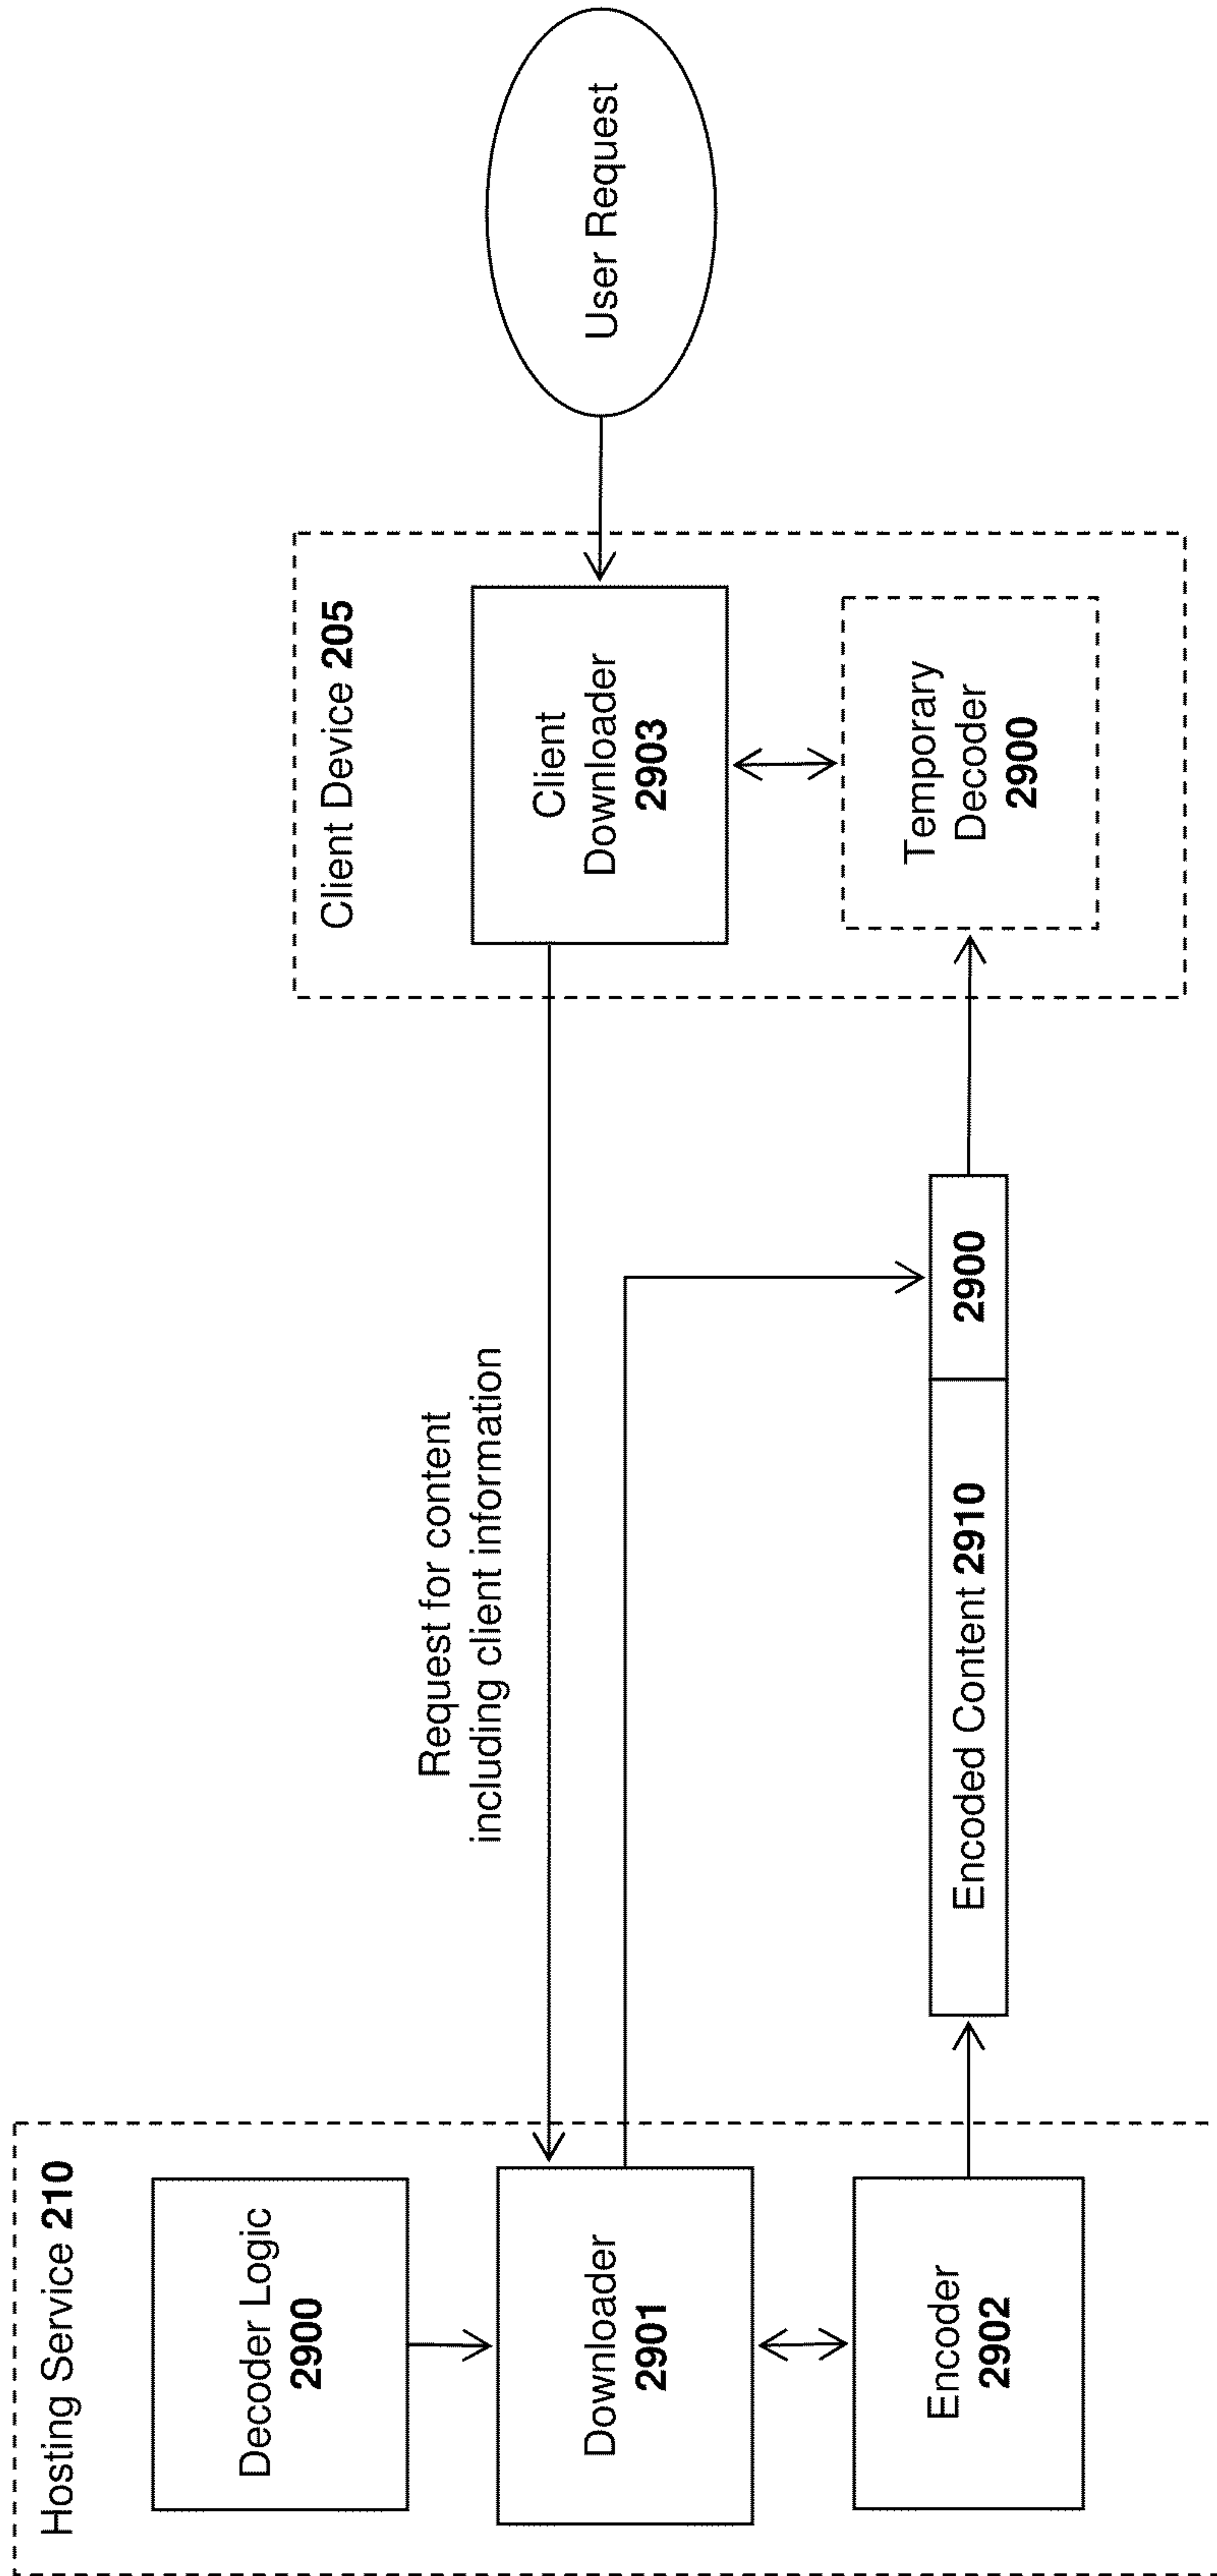 Hosting Service 210
Decoder Logic
2900
Downloader
2901
Encoder
2902
Request for content
including client information
Encoded Content 2910
2900
Client Device 205
Client
Downloader
2903
Temporary
Decoder
2900
User Request